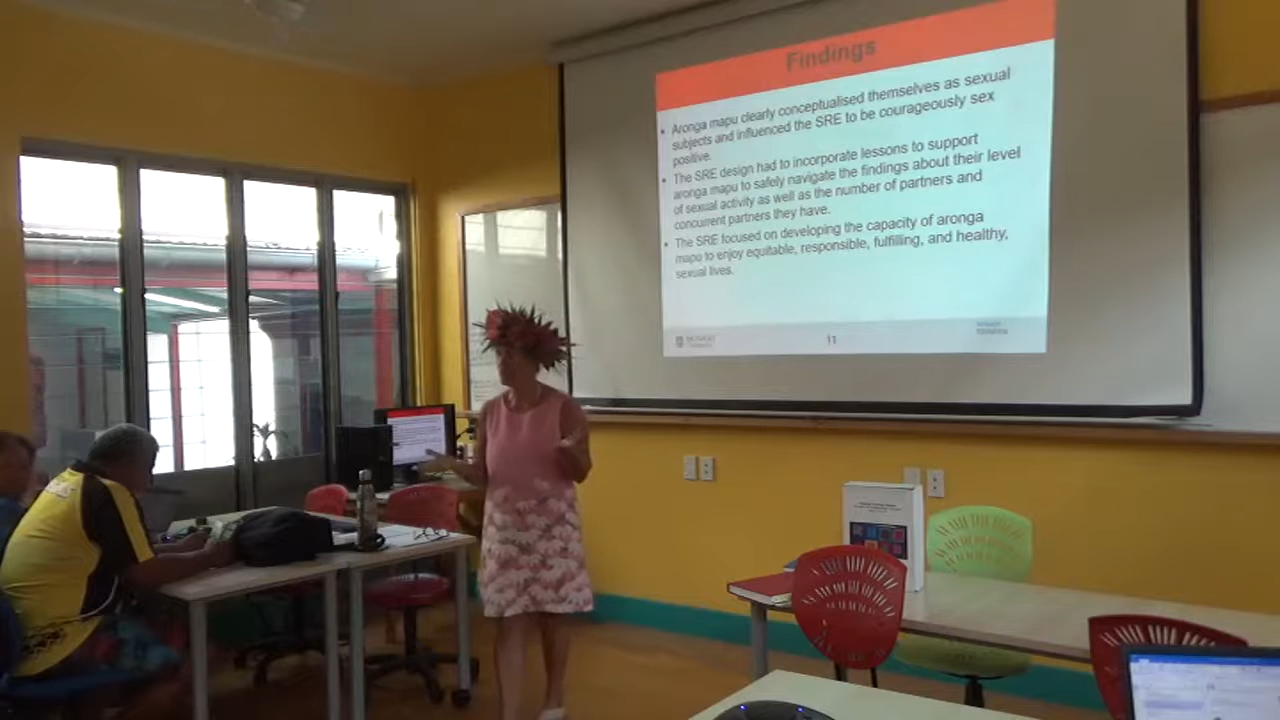 Findings
• Aronga mapu clearly conceptualised themselves as sexual
subjects and influenced the SRE to be courageously sex
positive.
• The SRE design had to incorporate lessons to support
aronga mapu to safely navigate the findings about their level
of sexual activity as well as the number of partners and
concurrent partners they have.
• The SRE focused on developing the capacity of aronga
mapu to enjoy equitable, responsible, fulfilling, and healthy,
sexual lives.
11